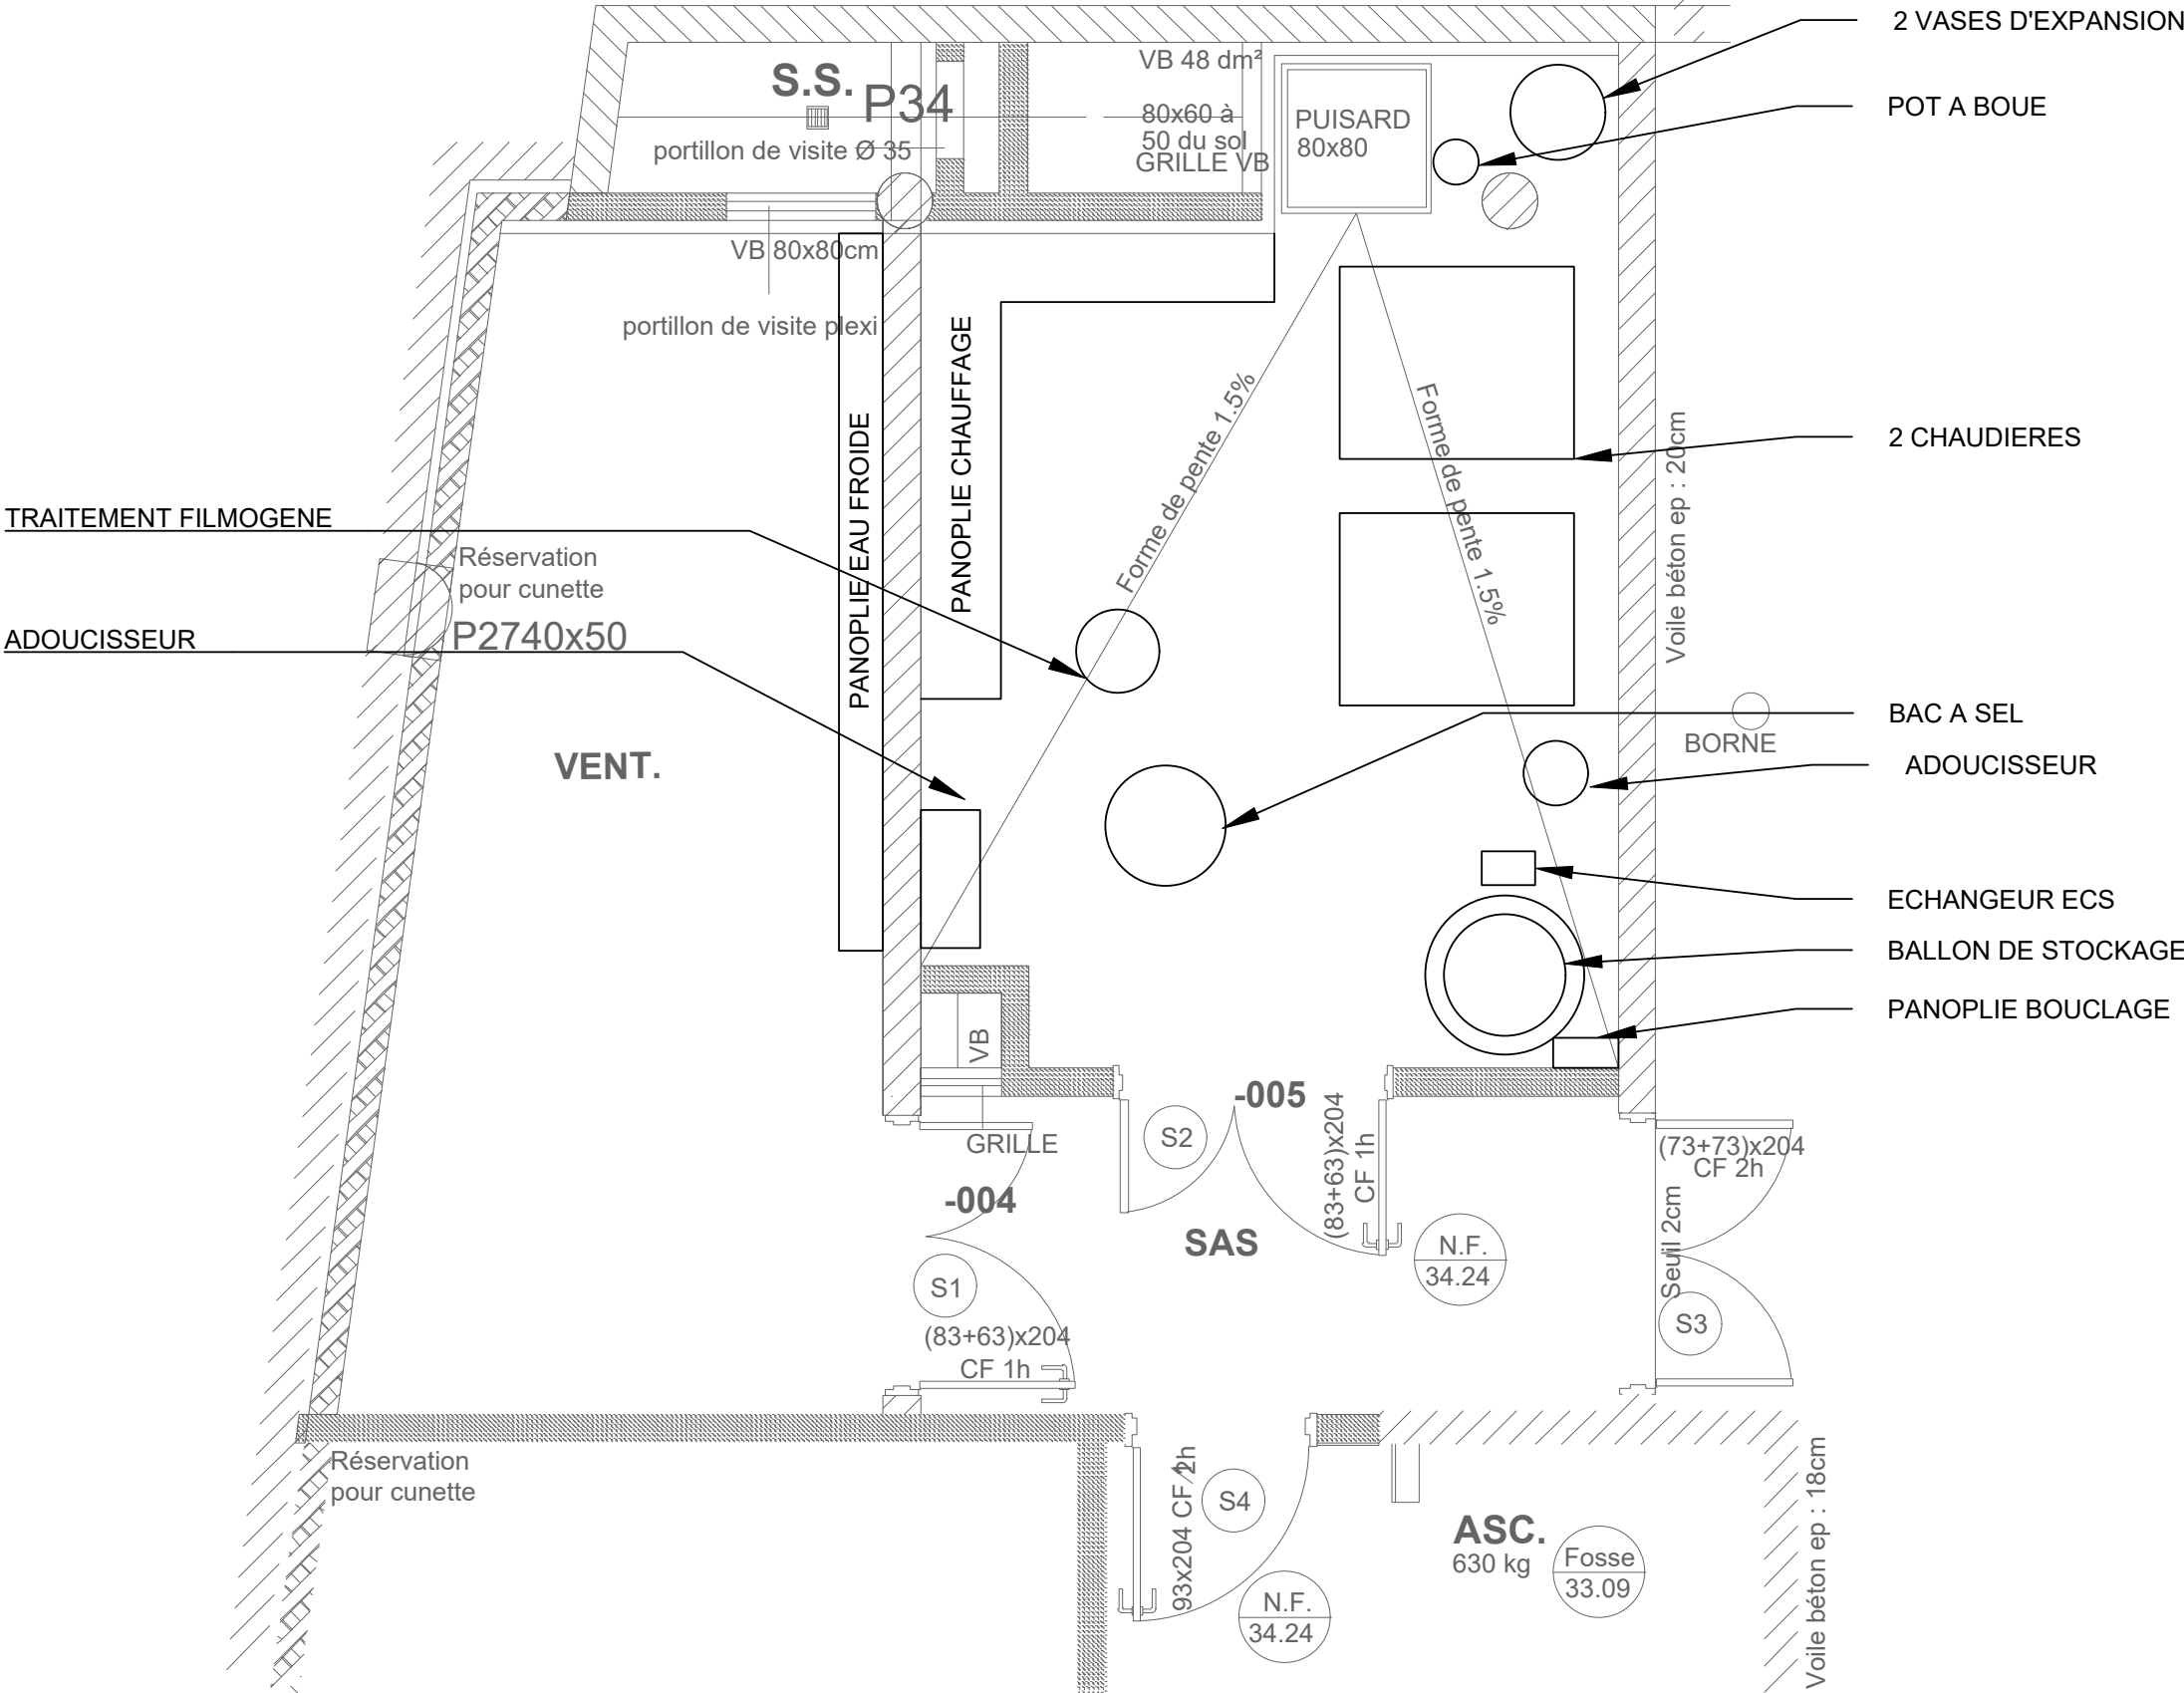 2 VASES D'EXPANSION
VB 48 dm²
S.S.
P34
80x60 à
50 du sol
GRILLE VB
PUISARD
80x80
POT A BOUE
portillon de visite Ø 35
VB 80x80cm
portillon de visite plexi
PANOPLIE EAU FROIDE
PANOPLIE CHAUFFAGE
Forme de pente 1.5%
Forme de pente 1.5%
2 CHAUDIERES
Voile béton ep : 20cm
TRAITEMENT FILMOGENE
Réservation
pour cunette
P2740x50
ADOUCISSEUR
VENT.
BAC A SEL
BORNE
ADOUCISSEUR
ECHANGEUR ECS
BALLON DE STOCKAGE
PANOPLIE BOUCLAGE
VB
GRILLE
-005
S2
(83+63)x204
CF 1h
(73+73)x204
CF 2h
-004
SAS
Seuil 2cm
N.F.
34.24
S1
S3
(83+63)x204
CF 1h
Réservation
pour cunette
93x204 CF 1/2h
S4
ASC.
630 kg
Fosse
33.09
N.F.
34.24
Voile béton ep : 18cm